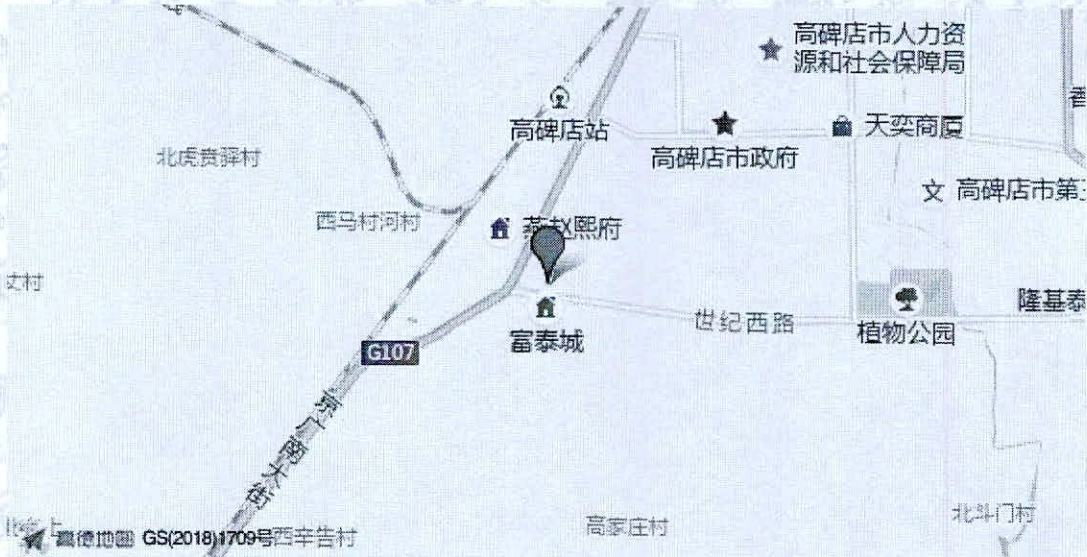 高碑店市人力资
源和社会保障局
香
高碑店站
天奕商厦
高碑店市政府
北虎贲驿村
文 高碑店市第
西马村河村
燕赵熙府
丈村
隆基泰
世纪西路
植物公园
富泰城
G107
京广南大街
高家庄村
北斗门村
高德地图 GS(2018)1709号
西辛告村